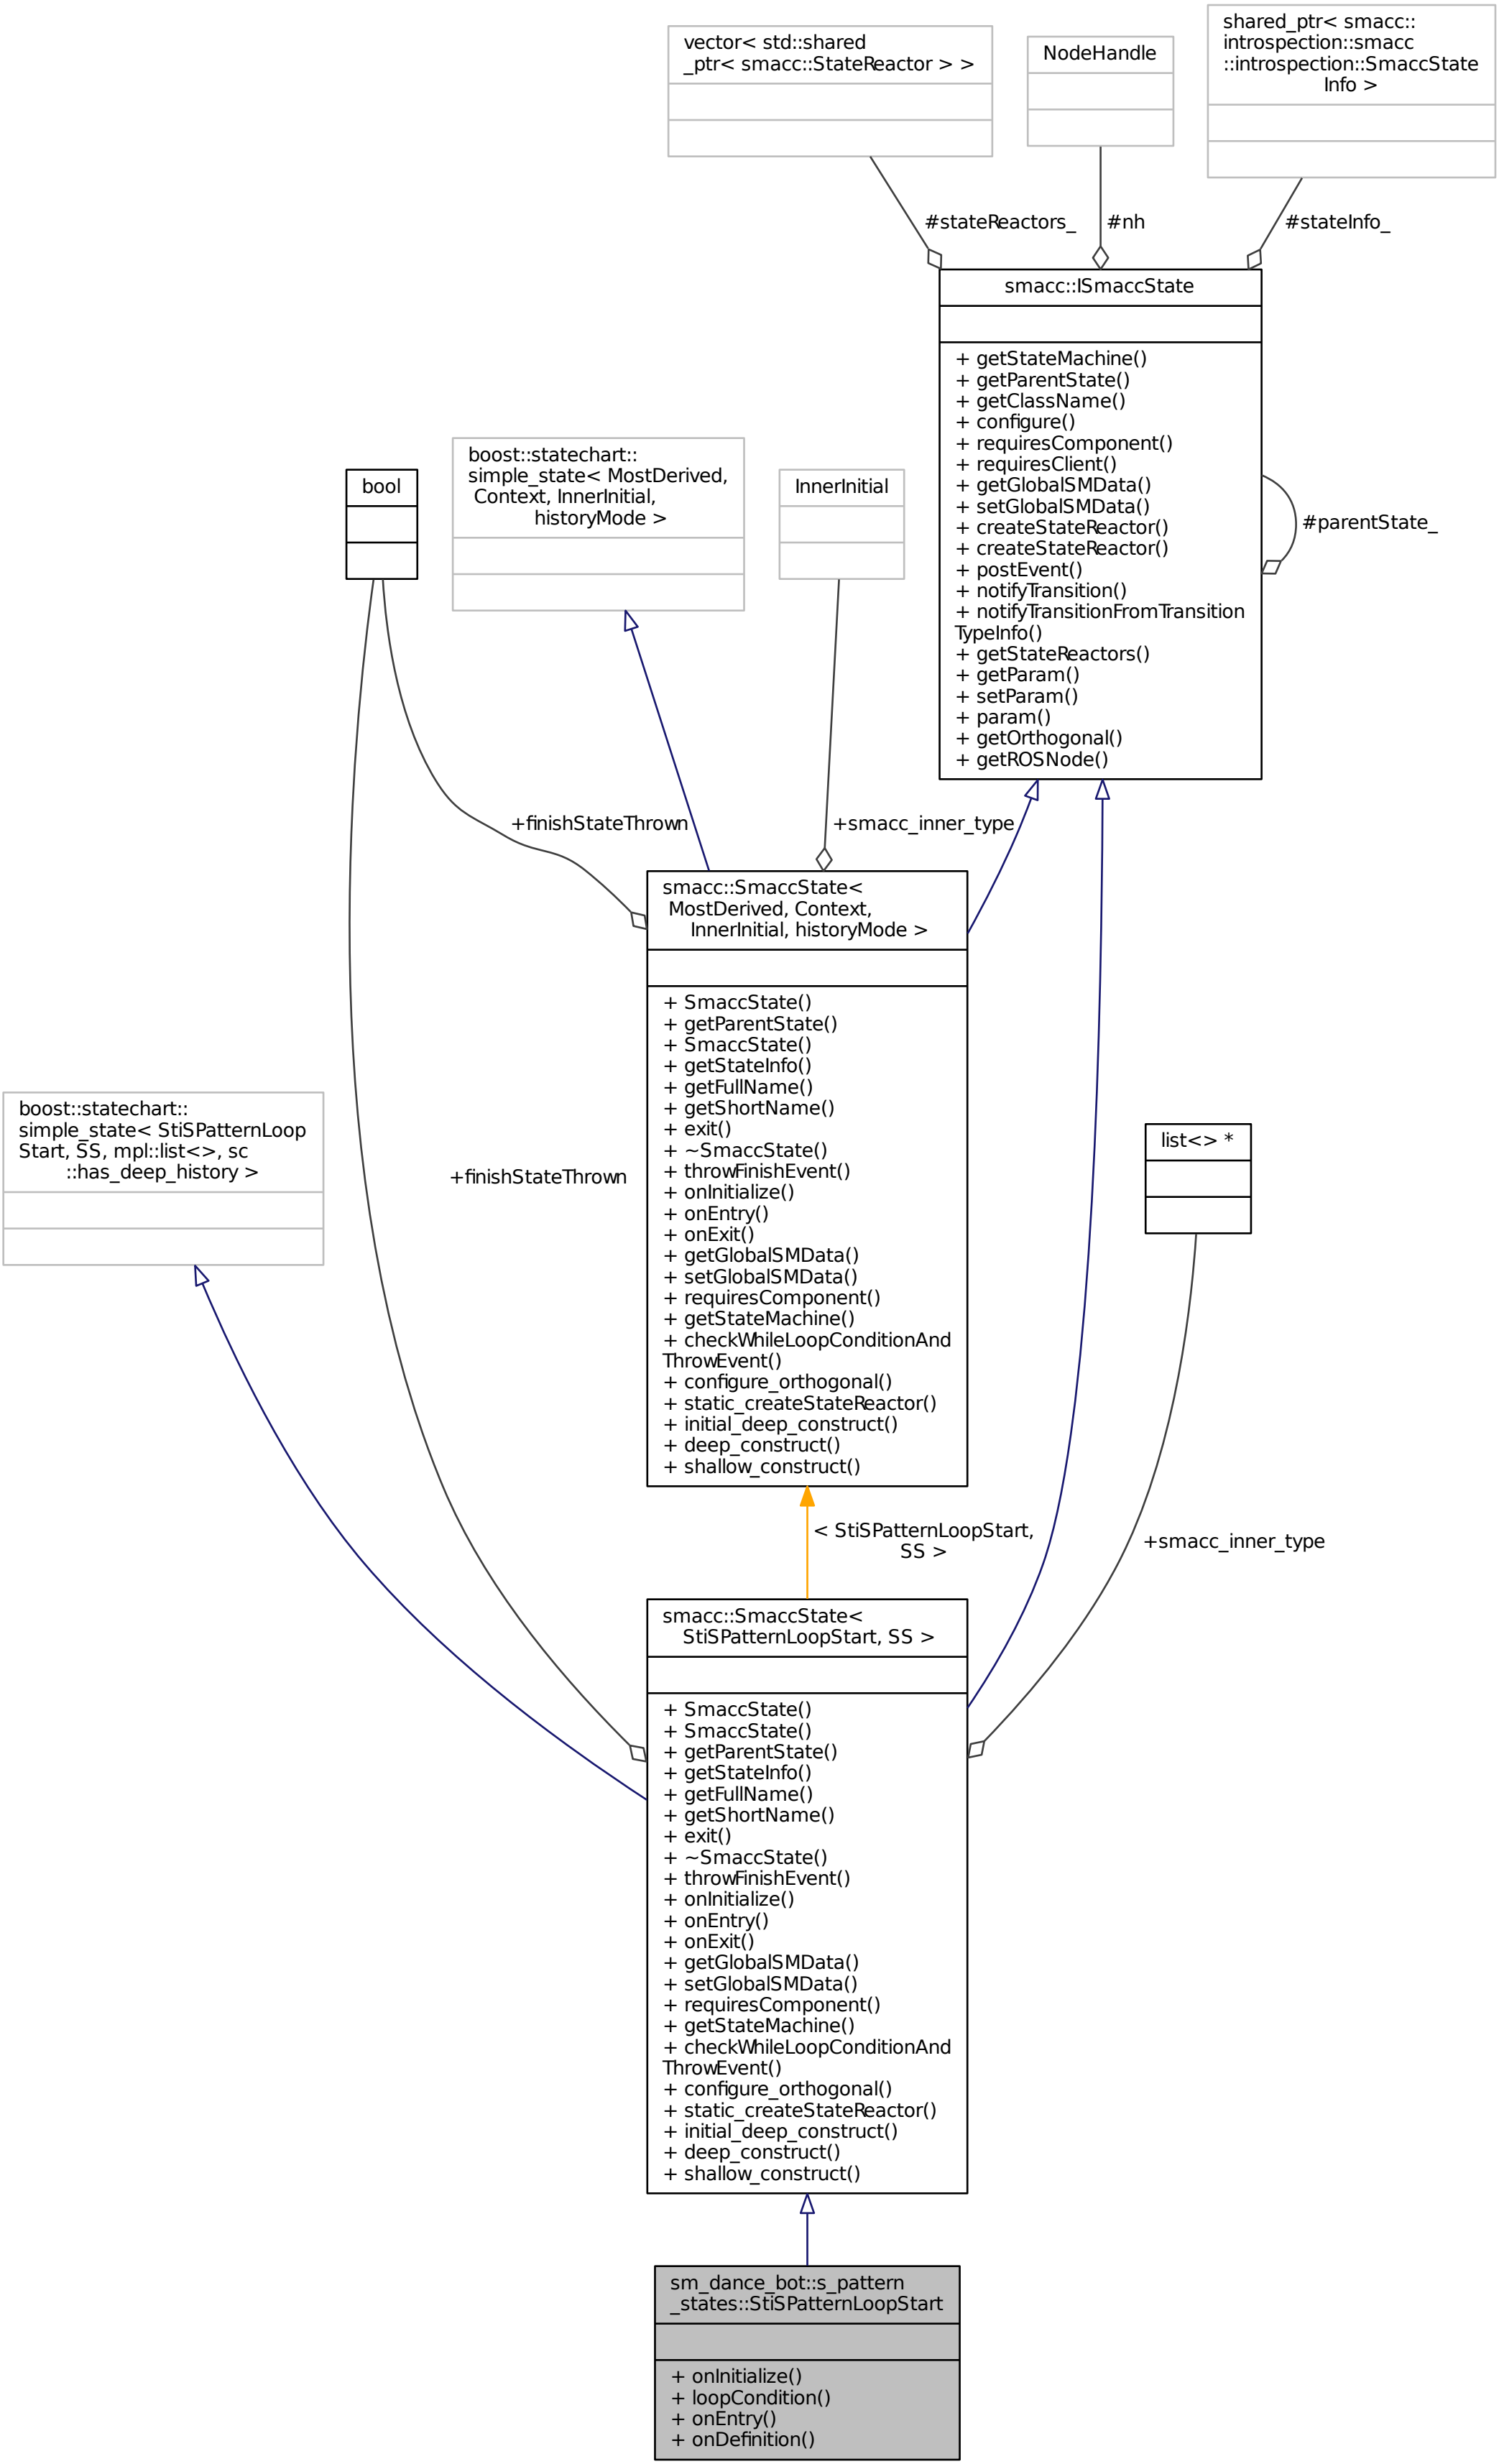 vector< std::shared
_ptr< smacc::StateReactor > >
NodeHandle
shared_ptr< smacc::
introspection::smacc
::introspection::SmaccState
Info >
#stateReactors_
#nh
#stateInfo_
smacc::ISmaccState
+ getStateMachine()
+ getParentState()
+ getClassName()
+ configure()
+ requiresComponent()
+ requiresClient()
+ getGlobalSMData()
+ setGlobalSMData()
+ createStateReactor()
+ createStateReactor()
+ postEvent()
+ notifyTransition()
+ notifyTransitionFromTransition
TypeInfo()
+ getStateReactors()
+ getParam()
+ setParam()
+ param()
+ getOrthogonal()
+ getROSNode()
#parentState_
bool
boost::statechart::
simple_state< MostDerived,
Context, InnerInitial,
historyMode >
InnerInitial
+finishStateThrown
+smacc_inner_type
smacc::SmaccState<
MostDerived, Context,
InnerInitial, historyMode >
+ SmaccState()
+ getParentState()
+ SmaccState()
+ getStateInfo()
+ getFullName()
+ getShortName()
+ exit()
+ ~SmaccState()
+ throwFinishEvent()
+ onInitialize()
+ onEntry()
+ onExit()
+ getGlobalSMData()
+ setGlobalSMData()
+ requiresComponent()
+ getStateMachine()
+ checkWhileLoopConditionAnd
ThrowEvent()
+ configure_orthogonal()
+ static_createStateReactor()
+ initial_deep_construct()
+ deep_construct()
+ shallow_construct()
boost::statechart::
simple_state< StiSPatternLoop
Start, SS, mpl::list<>, sc
::has_deep_history >
+finishStateThrown
list<> *
< StiSPatternLoopStart,
SS >
+smacc_inner_type
smacc::SmaccState<
StiSPatternLoopStart, SS >
+ SmaccState()
+ SmaccState()
+ getParentState()
+ getStateInfo()
+ getFullName()
+ getShortName()
+ exit()
+ ~SmaccState()
+ throwFinishEvent()
+ onInitialize()
+ onEntry()
+ onExit()
+ getGlobalSMData()
+ setGlobalSMData()
+ requiresComponent()
+ getStateMachine()
+ checkWhileLoopConditionAnd
ThrowEvent()
+ configure_orthogonal()
+ static_createStateReactor()
+ initial_deep_construct()
+ deep_construct()
+ shallow_construct()
sm_dance_bot::s_pattern
_states::StiSPatternLoopStart
+ onInitialize()
+ loopCondition()
+ onEntry()
+ onDefinition()